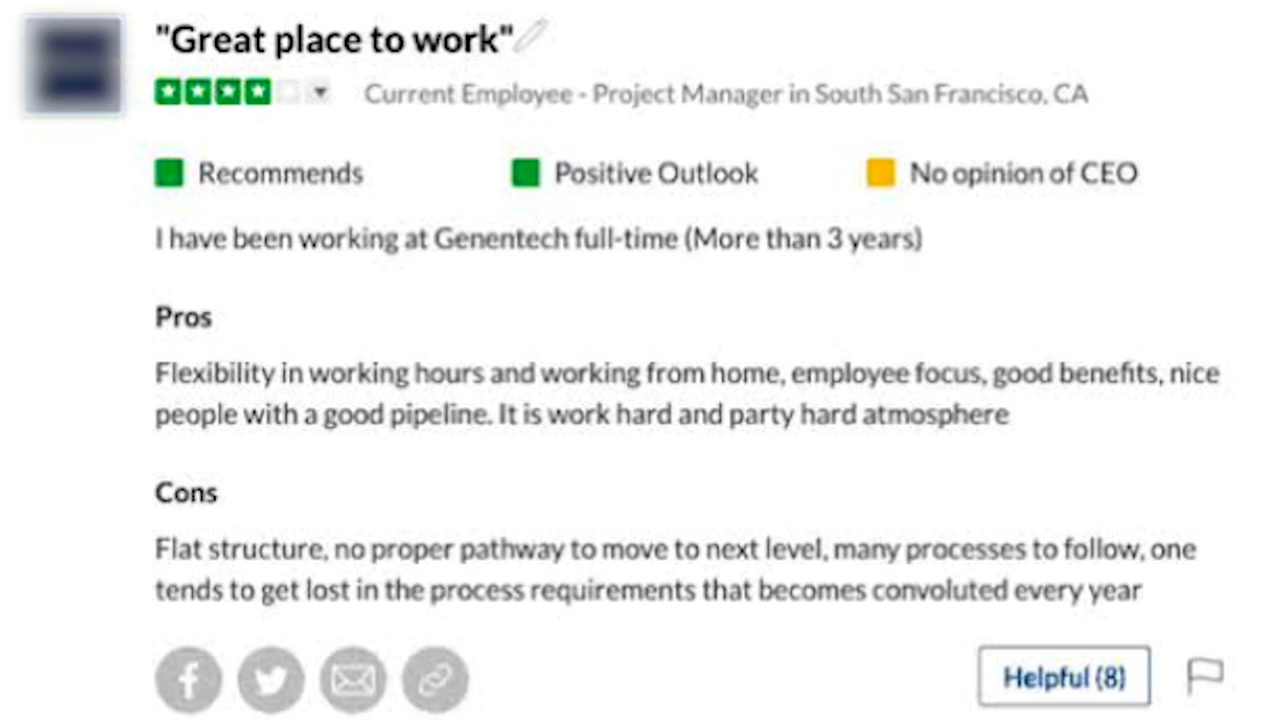 "Great place to work"
Current Employee - Project Manager in South San Francisco, CA
Recommends Positive Outlook No opinion of CEO
I have been working at Genentech full-time (More than 3 years)
Pros
Flexibility in working hours and working from home, employee focus, good benefits, nice
people with a good pipeline. It is work hard and party hard atmosphere
Cons
Flat structure, no proper pathway to move to next level, many processes to follow, one
tends to get lost in the process requirements that becomes convoluted every year
Helpful (8)